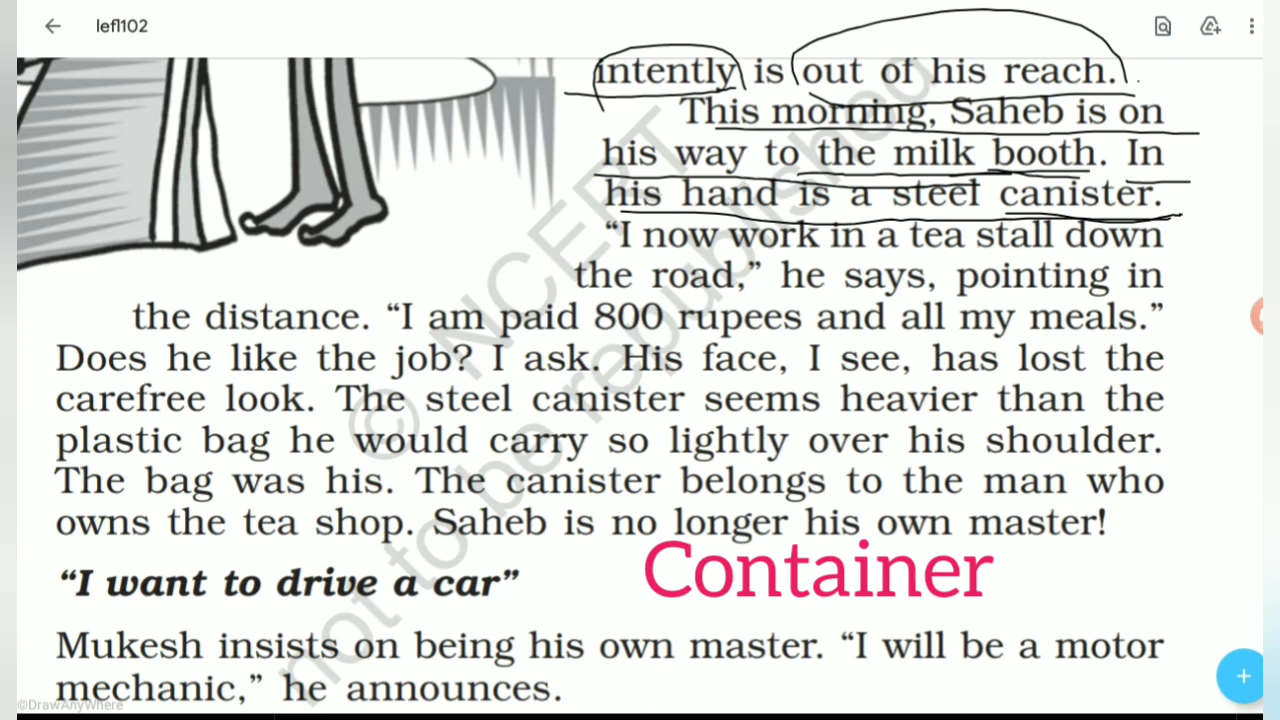 lefl102
intently is out of his reach.
This morning, Saheb is on
his way to the milk booth. In
his hand is a steel canister.
“I now work in a tea stall down
the road,” he says, pointing in
the distance. “I am paid 800 rupees and all my meals.”
Does he like the job? I ask. His face, I see, has lost the
carefree look. The steel canister seems heavier than the
plastic bag he would carry so lightly over his shoulder.
The bag was his. The canister belongs to the man who
owns the tea shop. Saheb is no longer his own master!
Container
“I want to drive a car”
Mukesh insists on being his own master. “I will be a motor
mechanic,” he announces.
© NCERT
not to be republished
©DrawAnyWhere